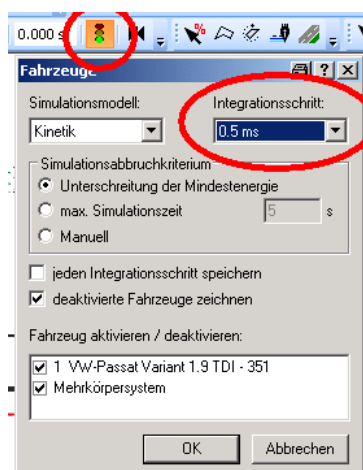 0.000 s
Fahrzeuge
Simulationsmodell: Integrationsschritt:
Kinetik 0.5 ms
Simulationsabbruchkriterium
Unterschreitung der Mindestenergie
max. Simulationszeit 5 s
Manuell
jeden Integrationsschritt speichern
deaktivierte Fahrzeuge zeichnen
Fahrzeug aktivieren / deaktivieren:
1 VW-Passat Variant 1.9 TDI - 351
Mehrkörpersystem
OK Abbrechen